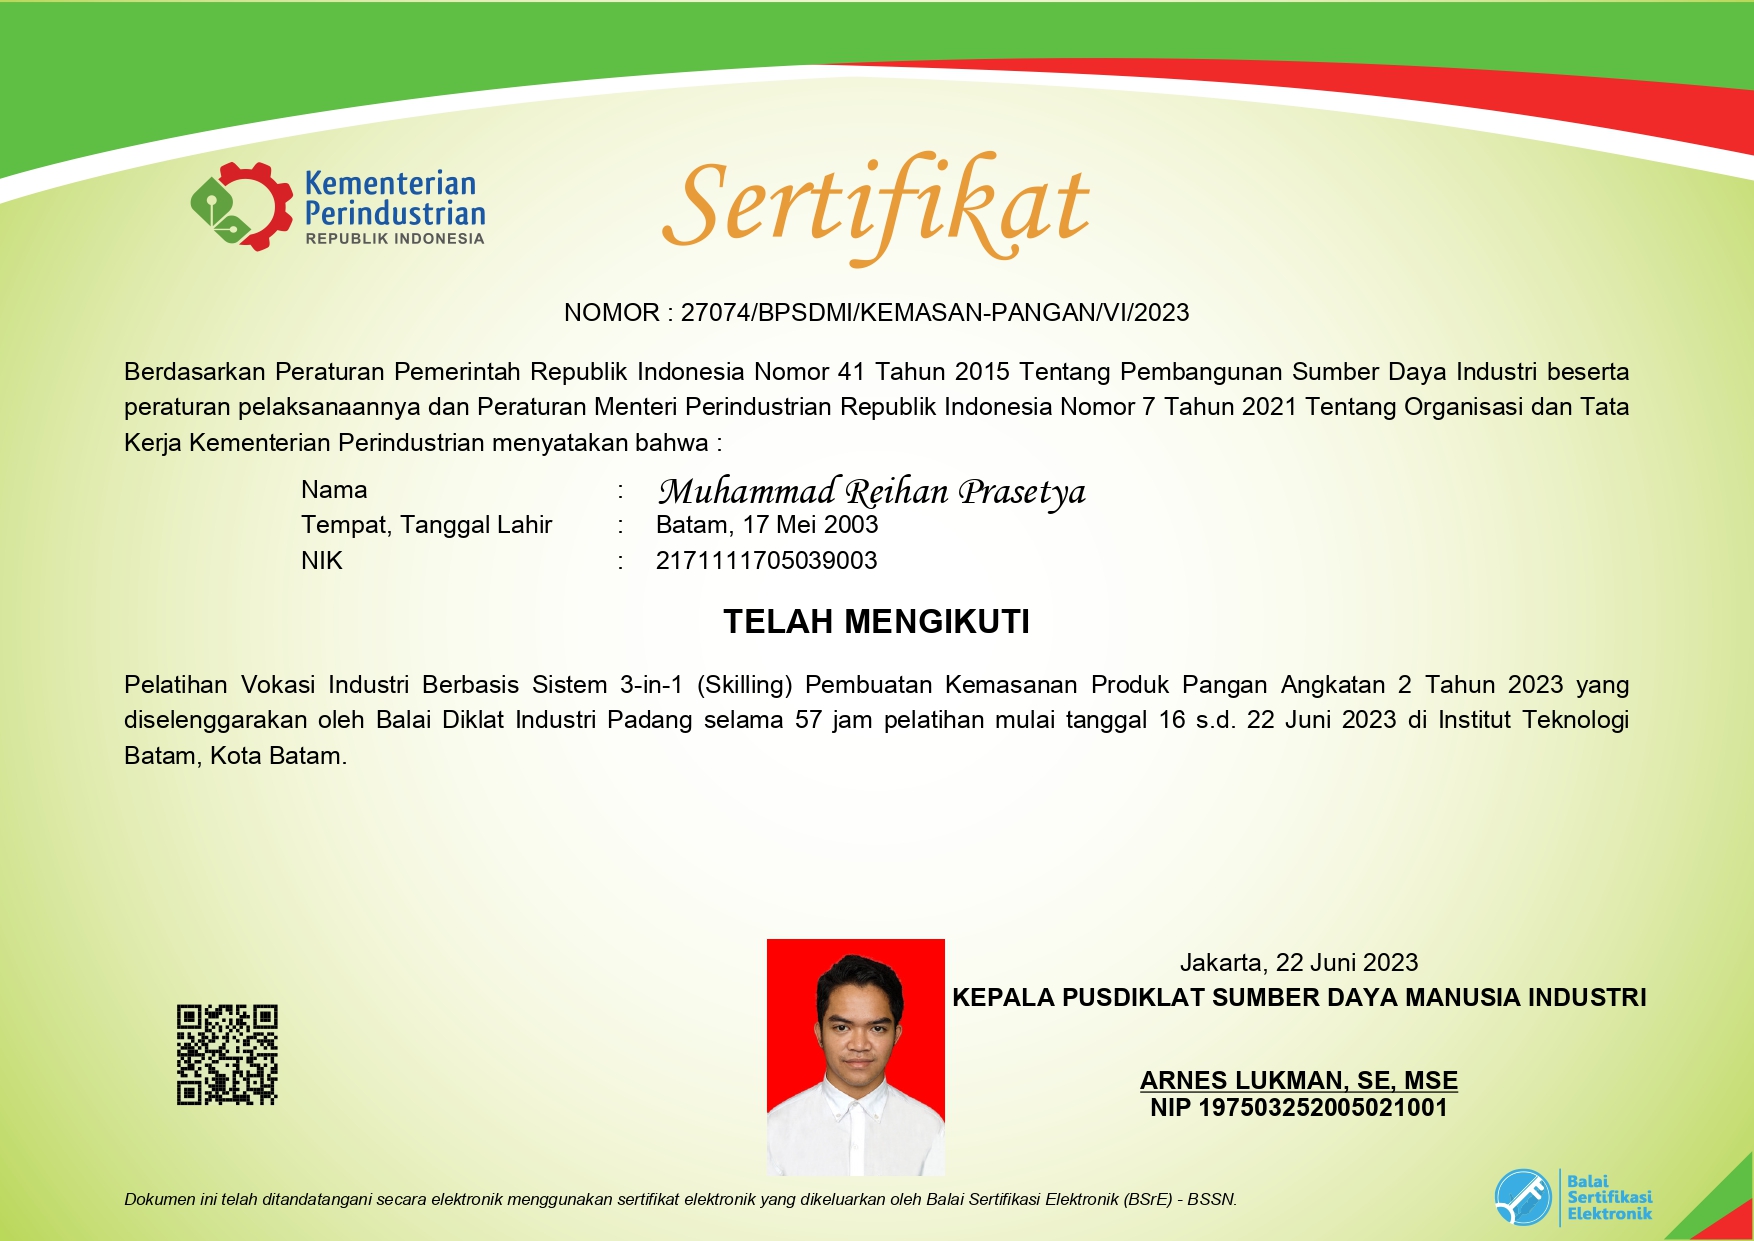 Kementerian
Perindustrian
REPUBLIK INDONESIA
Sertifikat
NOMOR : 27074/BPSDMI/KEMASAN-PANGAN/VI/2023
Berdasarkan Peraturan Pemerintah Republik Indonesia Nomor 41 Tahun 2015 Tentang Pembangunan Sumber Daya Industri beserta
peraturan pelaksanaannya dan Peraturan Menteri Perindustrian Republik Indonesia Nomor 7 Tahun 2021 Tentang Organisasi dan Tata
Kerja Kementerian Perindustrian menyatakan bahwa :
Nama : Muhammad Reihan Prasetya
Tempat, Tanggal Lahir : Batam, 17 Mei 2003
NIK : 2171111705039003
TELAH MENGIKUTI
Pelatihan Vokasi Industri Berbasis Sistem 3-in-1 (Skilling) Pembuatan Kemasanan Produk Pangan Angkatan 2 Tahun 2023 yang
diselenggarakan oleh Balai Diklat Industri Padang selama 57 jam pelatihan mulai tanggal 16 s.d. 22 Juni 2023 di Institut Teknologi
Batam, Kota Batam.
Jakarta, 22 Juni 2023
KEPALA PUSDIKLAT SUMBER DAYA MANUSIA INDUSTRI
ARNES LUKMAN, SE, MSE
NIP 197503252005021001
Dokumen ini telah ditandatangani secara elektronik menggunakan sertifikat elektronik yang dikeluarkan oleh Balai Sertifikasi Elektronik (BSrE) - BSSN.
Balai
Sertifikasi
Elektronik